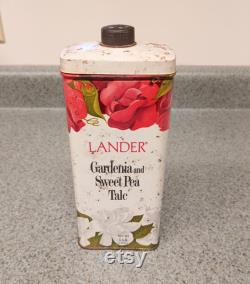 LANDER®
Gardenia and
Sweet Pea
Talc
etsy